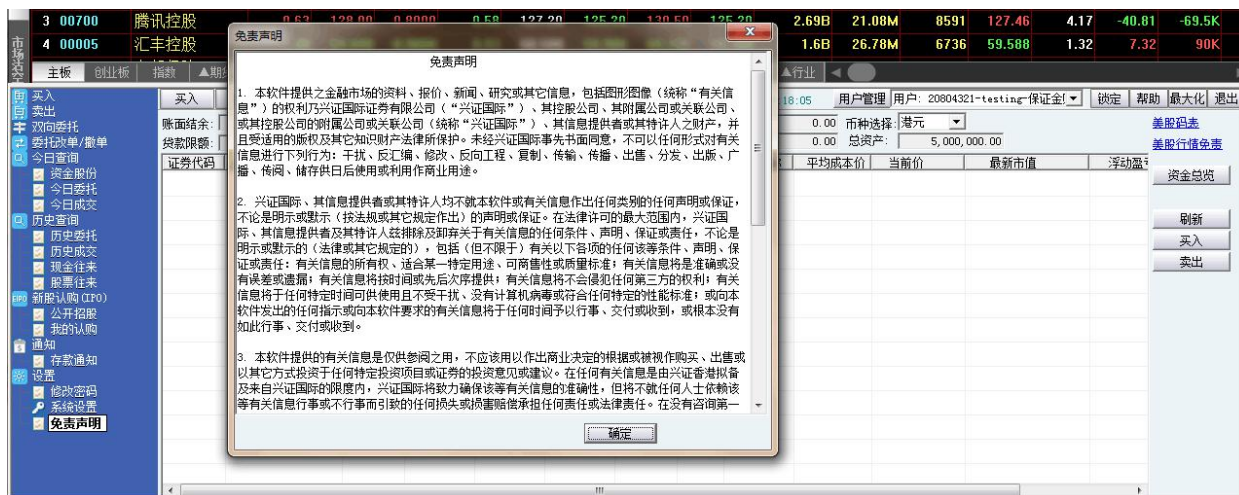 3 00700 腾讯控股 0.63 128.00 0.8000 0.58 127.20 125.20 130.50 125.20 2.69B 21.08M 8591 127.46 4.17 -40.81 -69.5K
4 00005 汇丰控股 1.6B 26.78M 6736 59.588 1.32 7.32 90K
主板 创业板 指数 ▲期 ▲行业
买入
卖出
双向委托
委托改单/撤单
今日查询
资金股份
今日委托
今日成交
历史查询
历史委托
历史成交
现金往来
股票往来
新股认购(IPO)
公开招股
我的认购
通知
存款通知
设置
修改密码
系统设置
免责声明
买入
账面结余:
贷款限额:
证券代码
免责声明
免责声明
1. 本软件提供之金融市场的资料、报价、新闻、研究或其它信息，包括图形图像（统称“有关信
息”）的权利乃兴证国际证券有限公司（“兴证国际”）、其控股公司、其附属公司或关联公司、
或其控股公司的附属公司或关联公司（统称“兴证国际”）、其信息提供者或其特许人之财产，并
且受适用的版权及其它知识财产法律所保护。未经兴证国际事先书面同意，不可以任何形式对有关
信息进行下列行为：干扰、反汇编、修改、反向工程、复制、传输、传播、出售、分发、出版、广
播、传阅、储存供日后使用或利用作商业用途。
2. 兴证国际、其信息提供者或其特许人均不就本软件或有关信息作出任何类别的任何声明或保证，
不论是明示或默示（按法规或其它规定作出）的声明或保证。在法律许可的最大范围内，兴证国
际、其信息提供者及其特许人兹排除及卸弃关于有关信息的任何条件、声明、保证或责任，不论是
明示或默示的（法律或其它规定的），包括（但不限于）有关以下各项的任何该等条件、声明、保
证或责任：有关信息的所有权、适合某一特定用途、可商售性或质量标准；有关信息将是准确或没
有误差或遗漏；有关信息将按时间或先后次序提供；有关信息将不会侵犯任何第三方的权利；有关
信息将于任何特定时间可供使用且不受干扰、没有计算机病毒或符合任何特定的性能标准；或向本
软件发出的任何指示或向本软件要求的有关信息将于任何时间予以行事、交付或收到，或根本没有
如此行事、交付或收到。
3. 本软件提供的有关信息是仅供参阅之用，不应该用以作出商业决定的根据或被视作购买、出售或
以其它方式投资于任何特定投资项目或证券的投资意见或建议。在任何有关信息是由兴证香港拟备
及来自兴证国际的限度内，兴证国际将致力确保该等有关信息的准确性，但将不就任何人士依赖该
等有关信息行事或不行事而引致的任何损失或损害赔偿承担任何责任或法律责任。在没有咨询第一
确定
18:05 用户管理 用户: 20804321-testing-保证金( 锁定 帮助 最大化 退出
0.00 币种选择: 港元 美股码表
0.00 总资产: 5,000,000.00 美股行情免责
平均成本价 当前价 最新市值 浮动盈亏
资金总览
刷新
买入
卖出